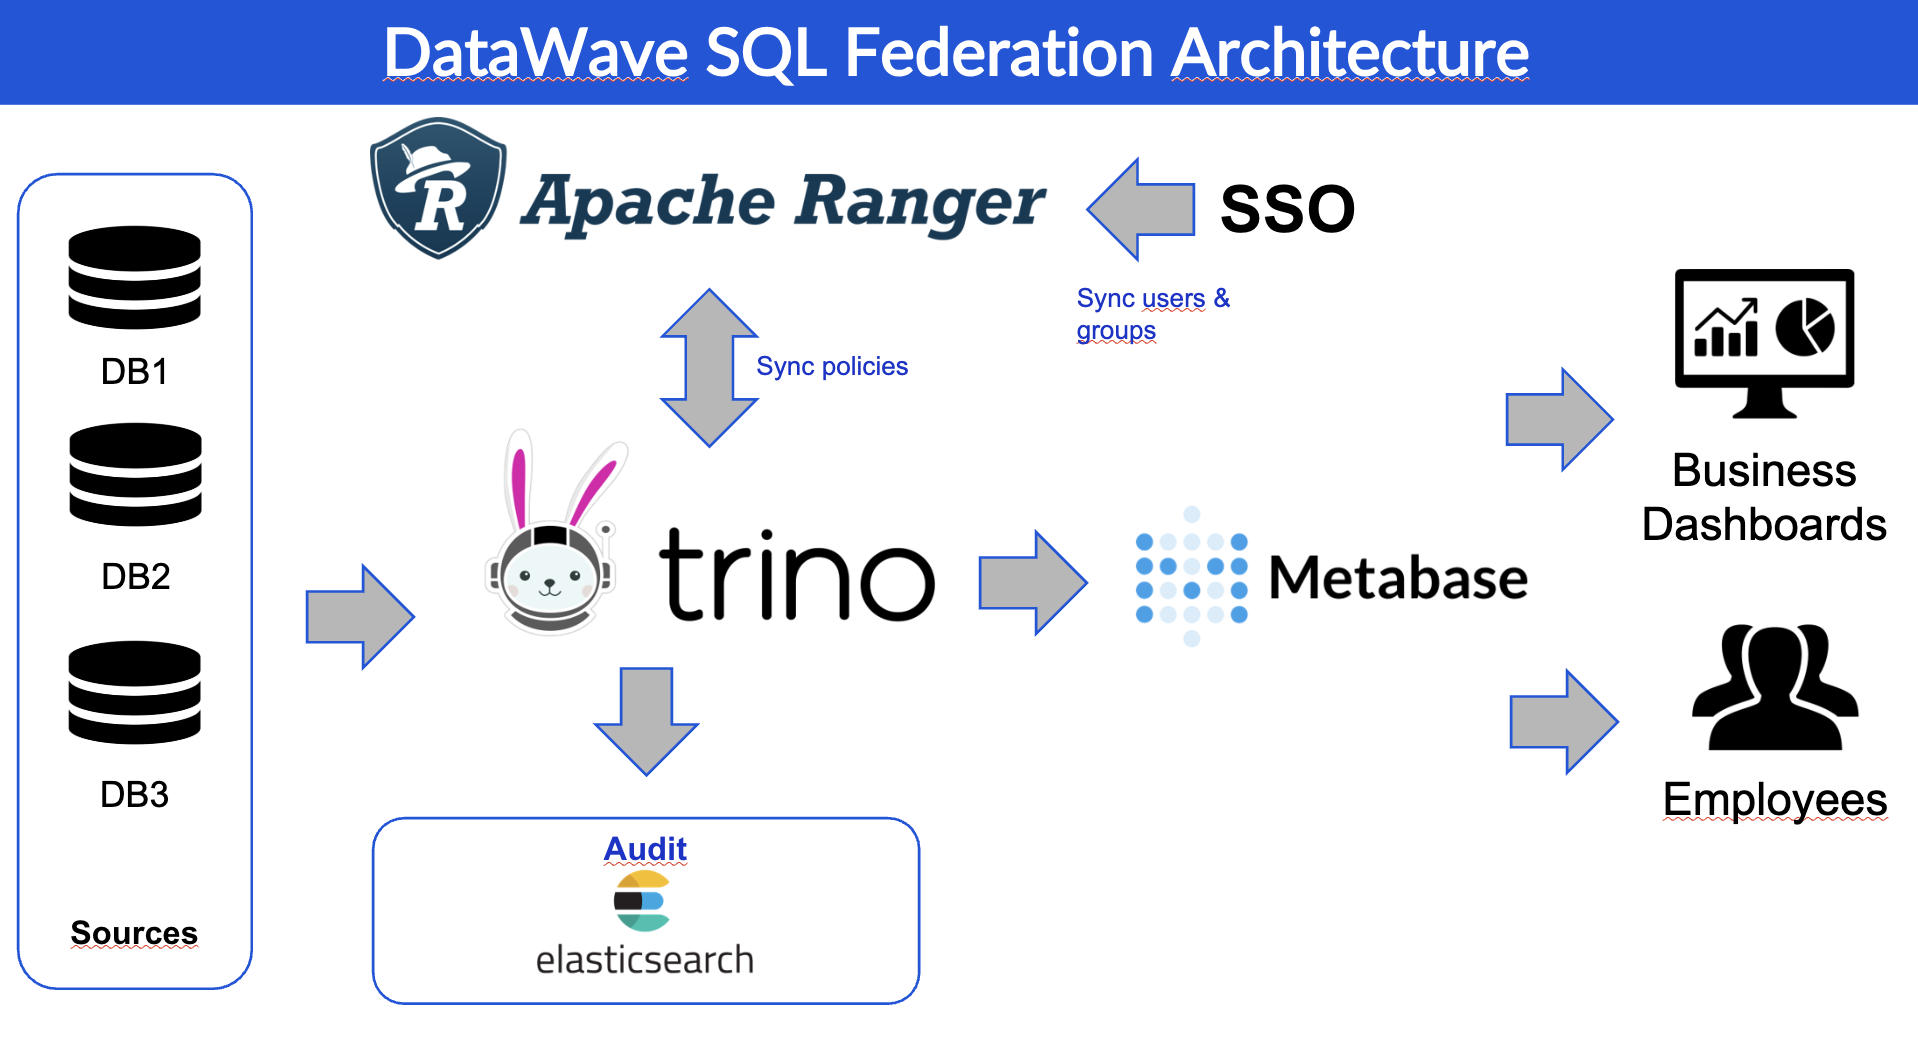 DataWave SQL Federation Architecture
R Apache Ranger
SSO
Sync users &
groups
Sync policies
DB1
DB2
DB3
Sources
trino
Metabase
Business
Dashboards
Employees
Audit
elasticsearch